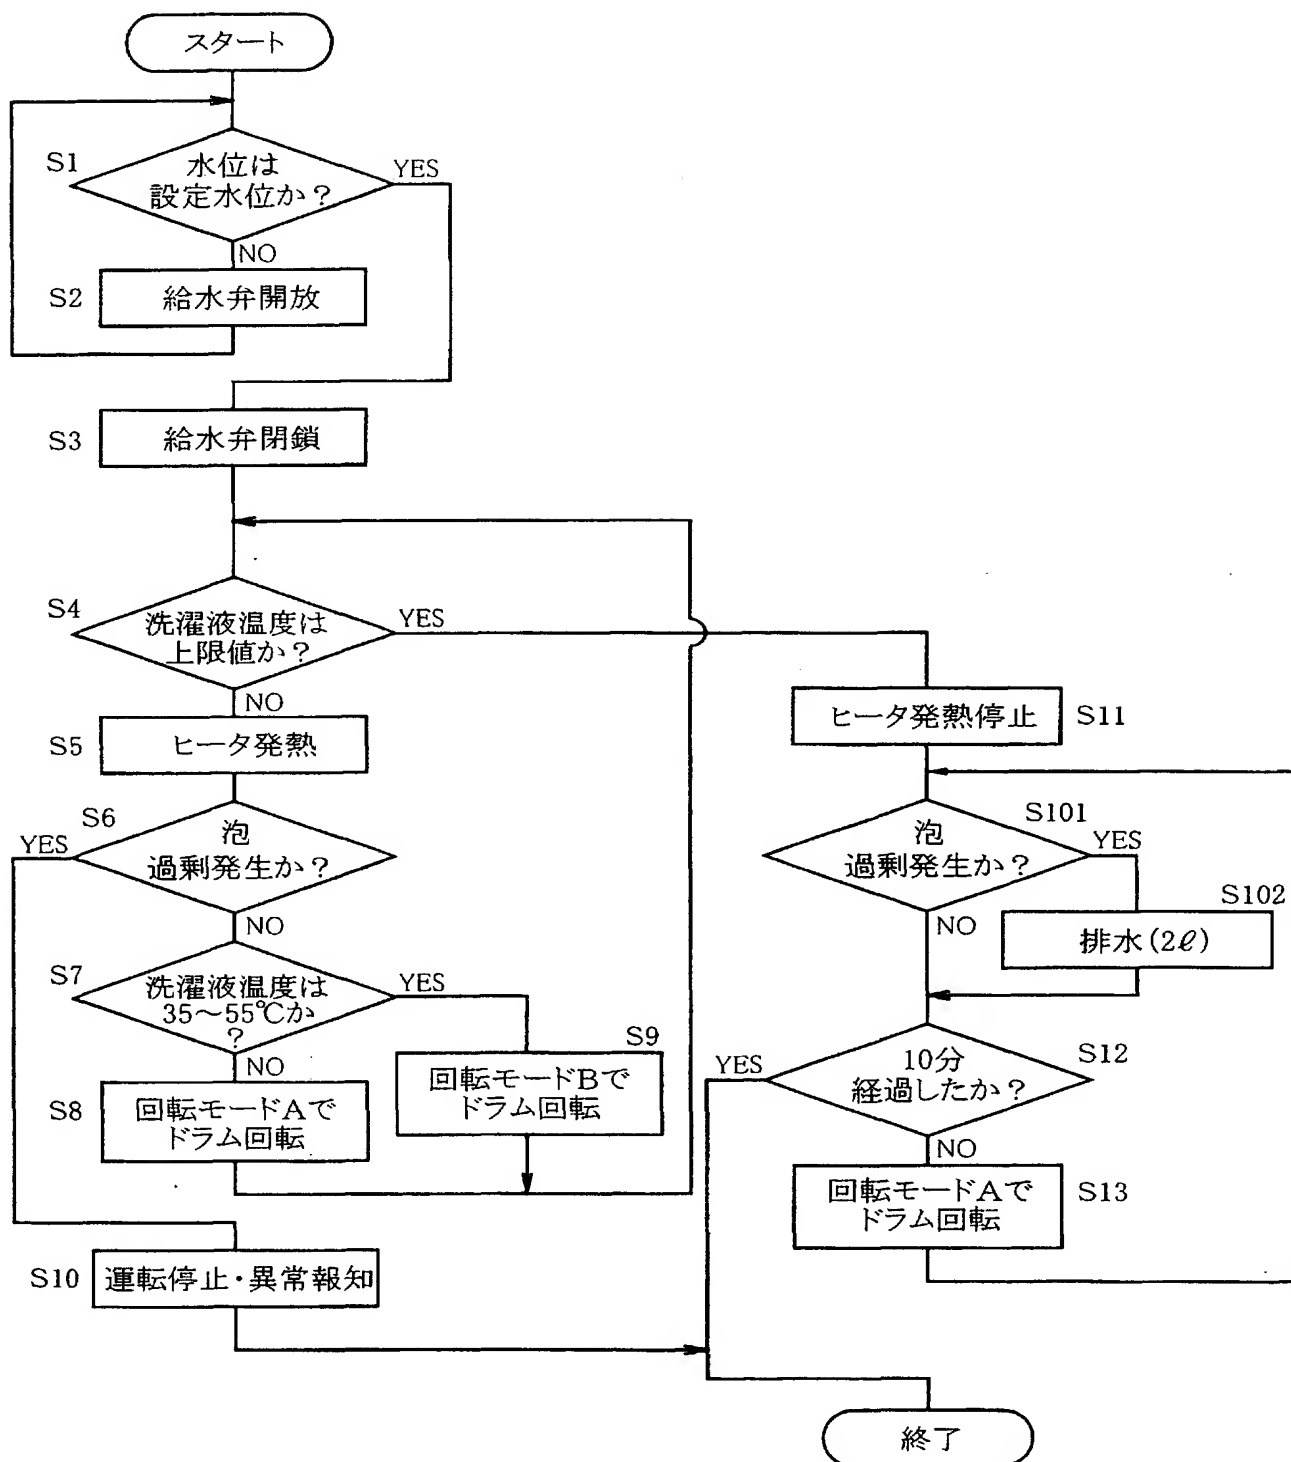 スタート
S1
水位は
設定水位か?
YES
NO
S2
給水弁開放
S3
給水弁閉鎖
S4
洗濯液温度は
上限値か?
YES
NO
S5
ヒータ発熱
S6
YES
泡
過剰発生か?
NO
S7
洗濯液温度は
35～55℃か
?
YES
NO
S8
回転モードAで
ドラム回転
S9
回転モードBで
ドラム回転
S10
運転停止・異常報知
ヒータ発熱停止
S11
S101
泡
過剰発生か?
YES
NO
S102
排水(2ℓ)
YES
10分
経過したか?
S12
NO
回転モードAで
ドラム回転
S13
終了